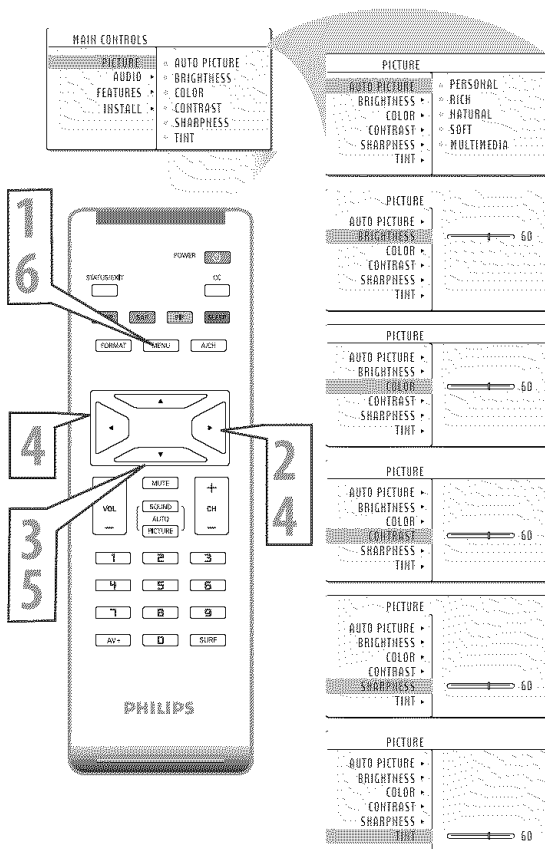 MAIN CONTROLS
PICTURE
AUDIO
FEATURES
INSTALL
AUTO PICTURE
BRIGHTNESS
COLOR
CONTRAST
SHARPNESS
TINT
PICTURE
AUTO PICTURE
BRIGHTNESS
COLOR
CONTRAST
SHARPNESS
TINT
PERSONAL
RICH
NATURAL
SOFT
MULTIMEDIA
PICTURE
AUTO PICTURE
BRIGHTNESS 60
COLOR
CONTRAST
SHARPNESS
TINT
PICTURE
AUTO PICTURE
BRIGHTNESS
COLOR 60
CONTRAST
SHARPNESS
TINT
PICTURE
AUTO PICTURE
BRIGHTNESS
COLOR
CONTRAST 60
SHARPNESS
TINT
PICTURE
AUTO PICTURE
BRIGHTNESS
COLOR
CONTRAST
SHARPNESS 60
TINT
PICTURE
AUTO PICTURE
BRIGHTNESS
COLOR
CONTRAST
SHARPNESS
TINT 60
1
6
4
3
5
2
4
POWER
STATUS/EXIT CC
SAP PIP SLEEP
FORMAT MENU A/CH
MUTE
VOL SOUND CH
AUTO
PICTURE
1 2 3
4 5 6
7 8 9
AV+ 0 SURF
PHILIPS